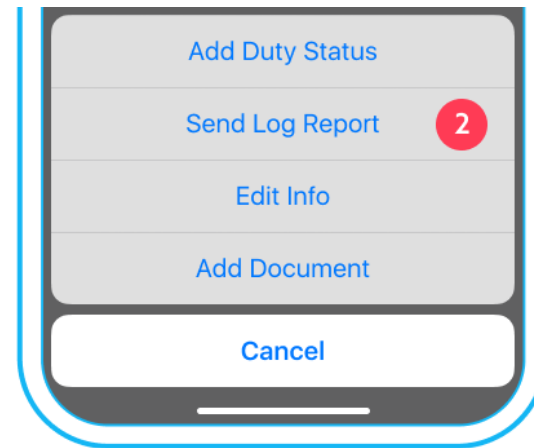 Add Duty Status
Send Log Report 2
Edit Info
Add Document
Cancel